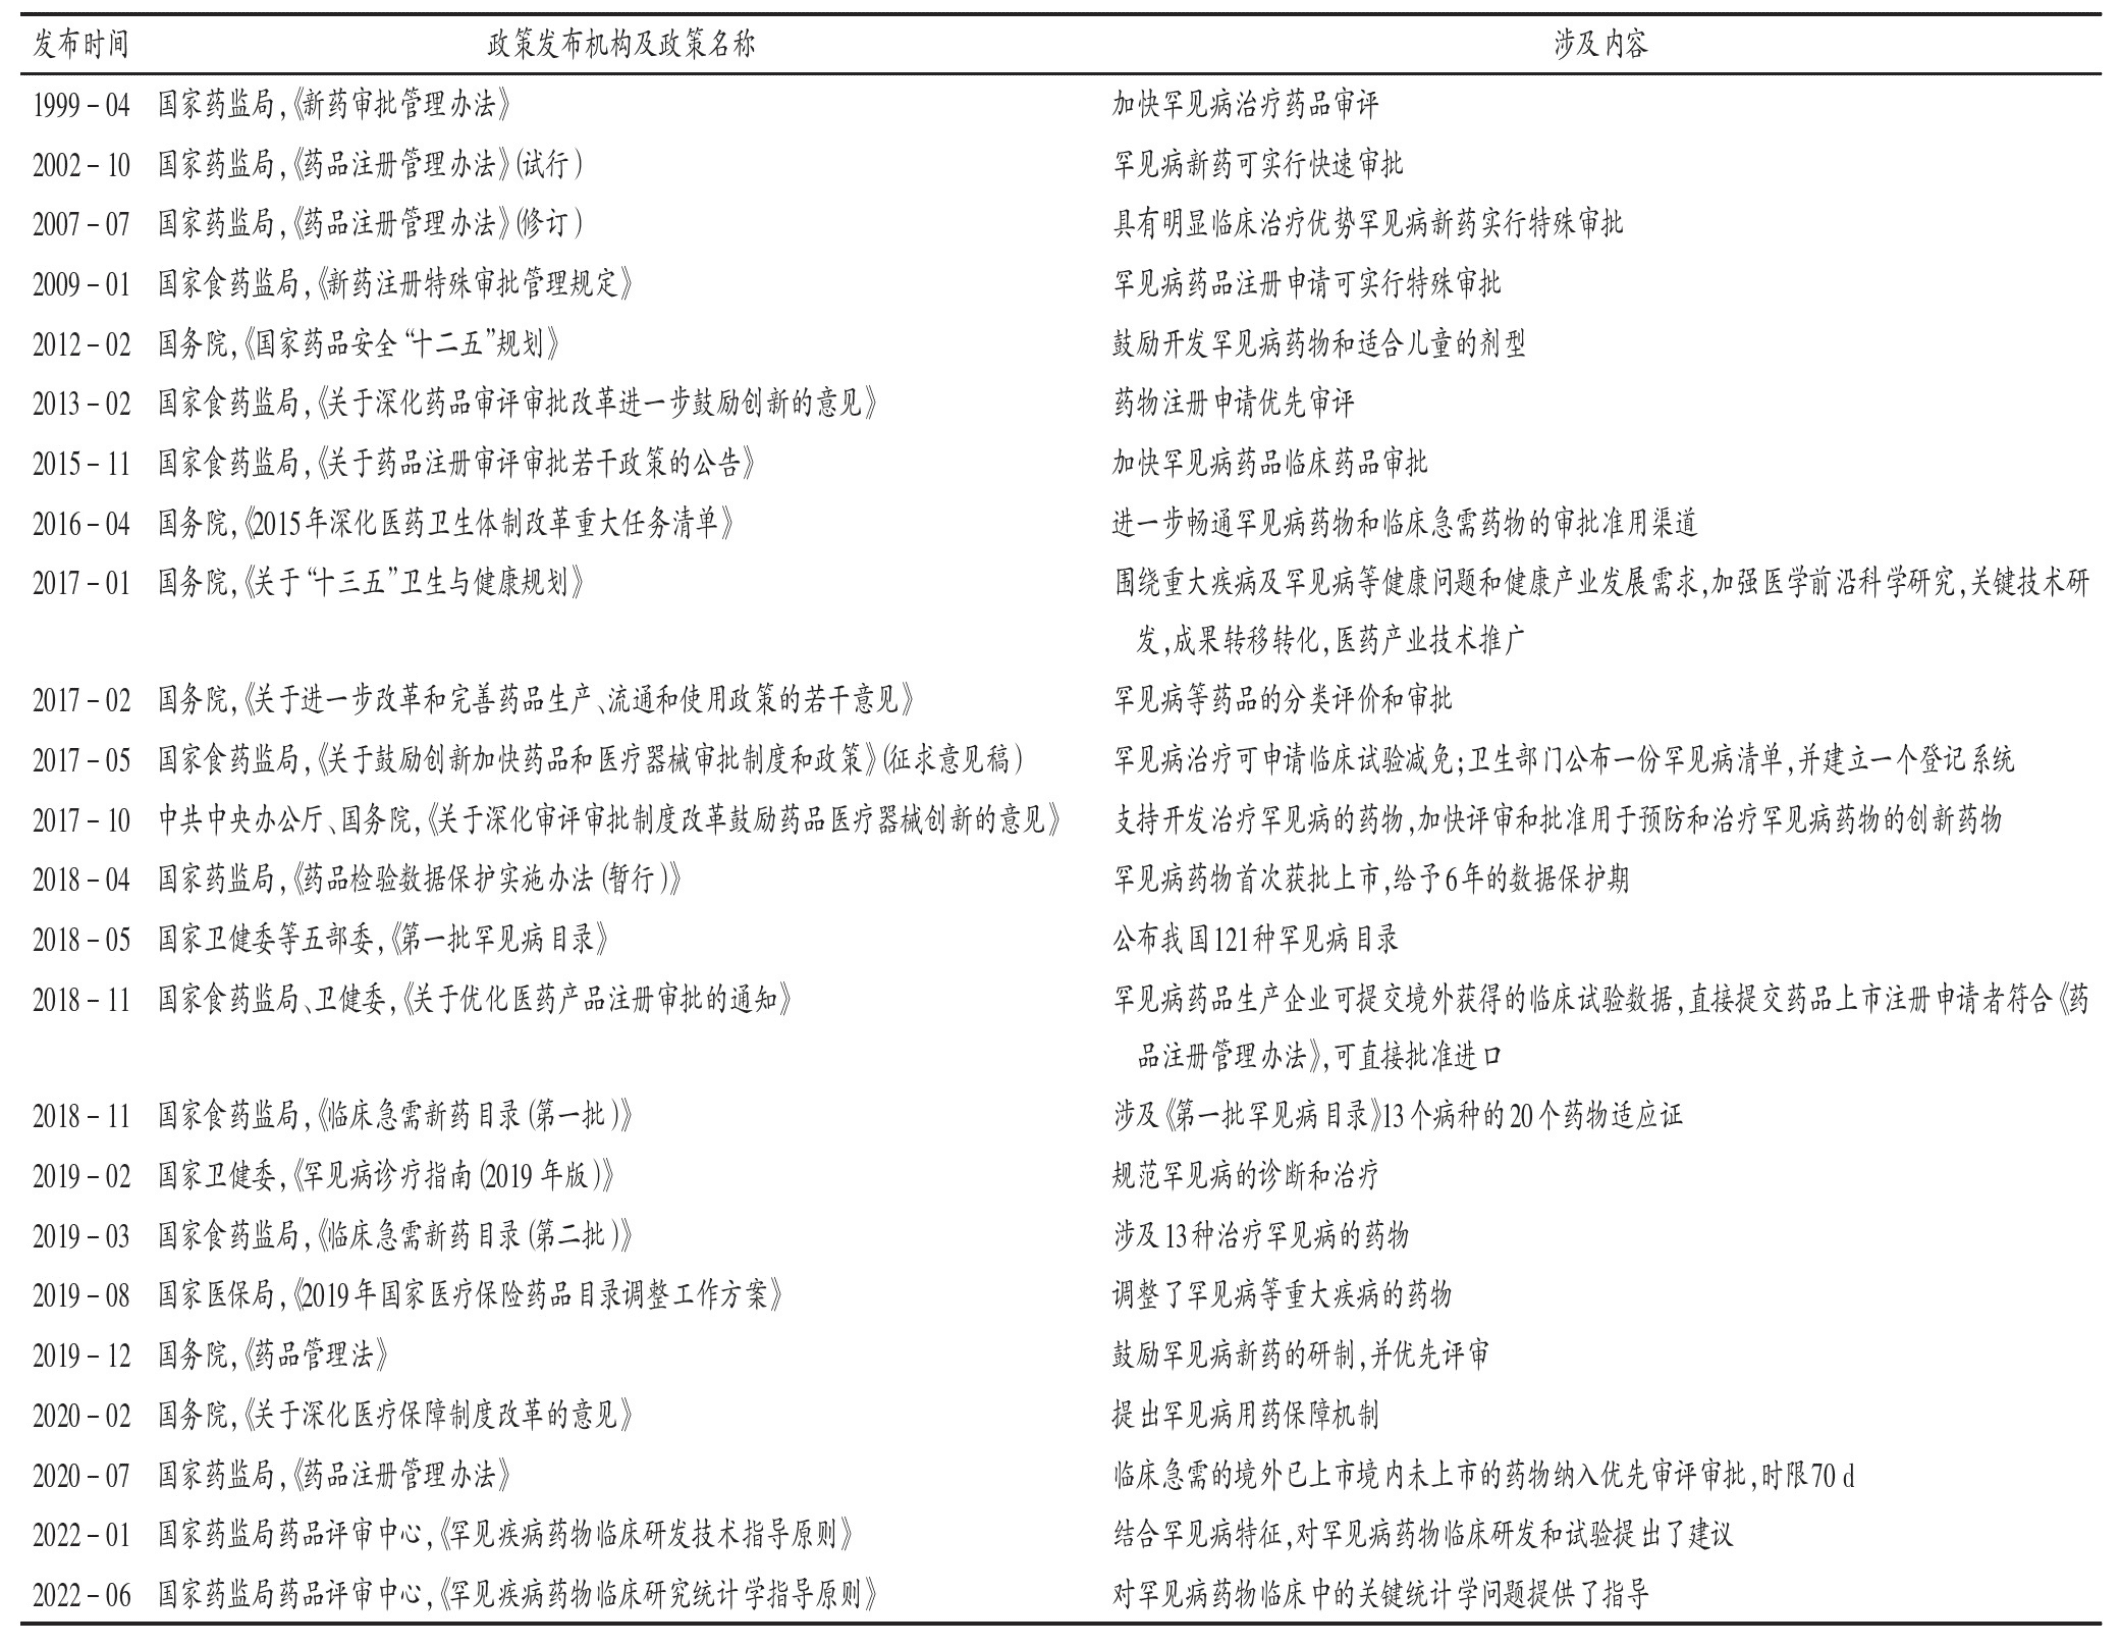 发布时间 政策发布机构及政策名称 涉及内容
1999-04 国家药监局,《新药审批管理办法》 加快罕见病治疗药品审评
2002-10 国家药监局,《药品注册管理办法》(试行) 罕见病新药可实行快速审批
2007-07 国家药监局,《药品注册管理办法》(修订) 具有明显临床治疗优势罕见病新药实行特殊审批
2009-01 国家食药监局,《新药注册特殊审批管理规定》 罕见病药品注册申请可实行特殊审批
2012-02 国务院,《国家药品安全“十二五”规划》 鼓励开发罕见病药物和适合儿童的剂型
2013-02 国家食药监局,《关于深化药品审评审批改革进一步鼓励创新的意见》 药物注册申请优先审评
2015-11 国家食药监局,《关于药品注册审评审批若干政策的公告》 加快罕见病药品临床药品审批
2016-04 国务院,《2015年深化医药卫生体制改革重大任务清单》 进一步畅通罕见病药物和临床急需药物的审批准用渠道
2017-01 国务院,《关于“十三五”卫生与健康规划》 围绕重大疾病及罕见病等健康问题和健康产业发展需求,加强医学前沿科学研究,关键技术研
发,成果转移转化,医药产业技术推广
2017-02 国务院,《关于进一步改革和完善药品生产、流通和使用政策的若干意见》 罕见病等药品的分类评价和审批
2017-05 国家食药监局,《关于鼓励创新加快药品和医疗器械审批制度和政策》(征求意见稿) 罕见病治疗可申请临床试验减免;卫生部门公布一份罕见病清单,并建立一个登记系统
2017-10 中共中央办公厅、国务院,《关于深化审评审批制度改革鼓励药品医疗器械创新的意见》 支持开发治疗罕见病的药物,加快评审和批准用于预防和治疗罕见病药物的创新药物
2018-04 国家药监局,《药品检验数据保护实施办法(暂行)》 罕见病药物首次获批上市,给予6年的数据保护期
2018-05 国家卫健委等五部委,《第一批罕见病目录》 公布我国121种罕见病目录
2018-11 国家食药监局、卫健委,《关于优化医药产品注册审批的通知》 罕见病药品生产企业可提交境外获得的临床试验数据,直接提交药品上市注册申请者符合《药
品注册管理办法》,可直接批准进口
2018-11 国家食药监局,《临床急需新药目录(第一批)》 涉及《第一批罕见病目录》13个病种的20个药物适应证
2019-02 国家卫健委,《罕见病诊疗指南(2019年版)》 规范罕见病的诊断和治疗
2019-03 国家食药监局,《临床急需新药目录(第二批)》 涉及13种治疗罕见病的药物
2019-08 国家医保局,《2019年国家医疗保险药品目录调整工作方案》 调整了罕见病等重大疾病的药物
2019-12 国务院,《药品管理法》 鼓励罕见病新药的研制,并优先评审
2020-02 国务院,《关于深化医疗保障制度改革的意见》 提出罕见病用药保障机制
2020-07 国家药监局,《药品注册管理办法》 临床急需的境外已上市境内未上市的药物纳入优先审评审批,时限70 d
2022-01 国家药监局药品评审中心,《罕见疾病药物临床研发技术指导原则》 结合罕见病特征,对罕见病药物临床研发和试验提出了建议
2022-06 国家药监局药品评审中心,《罕见疾病药物临床研究统计学指导原则》 对罕见病药物临床中的关键统计学问题提供了指导